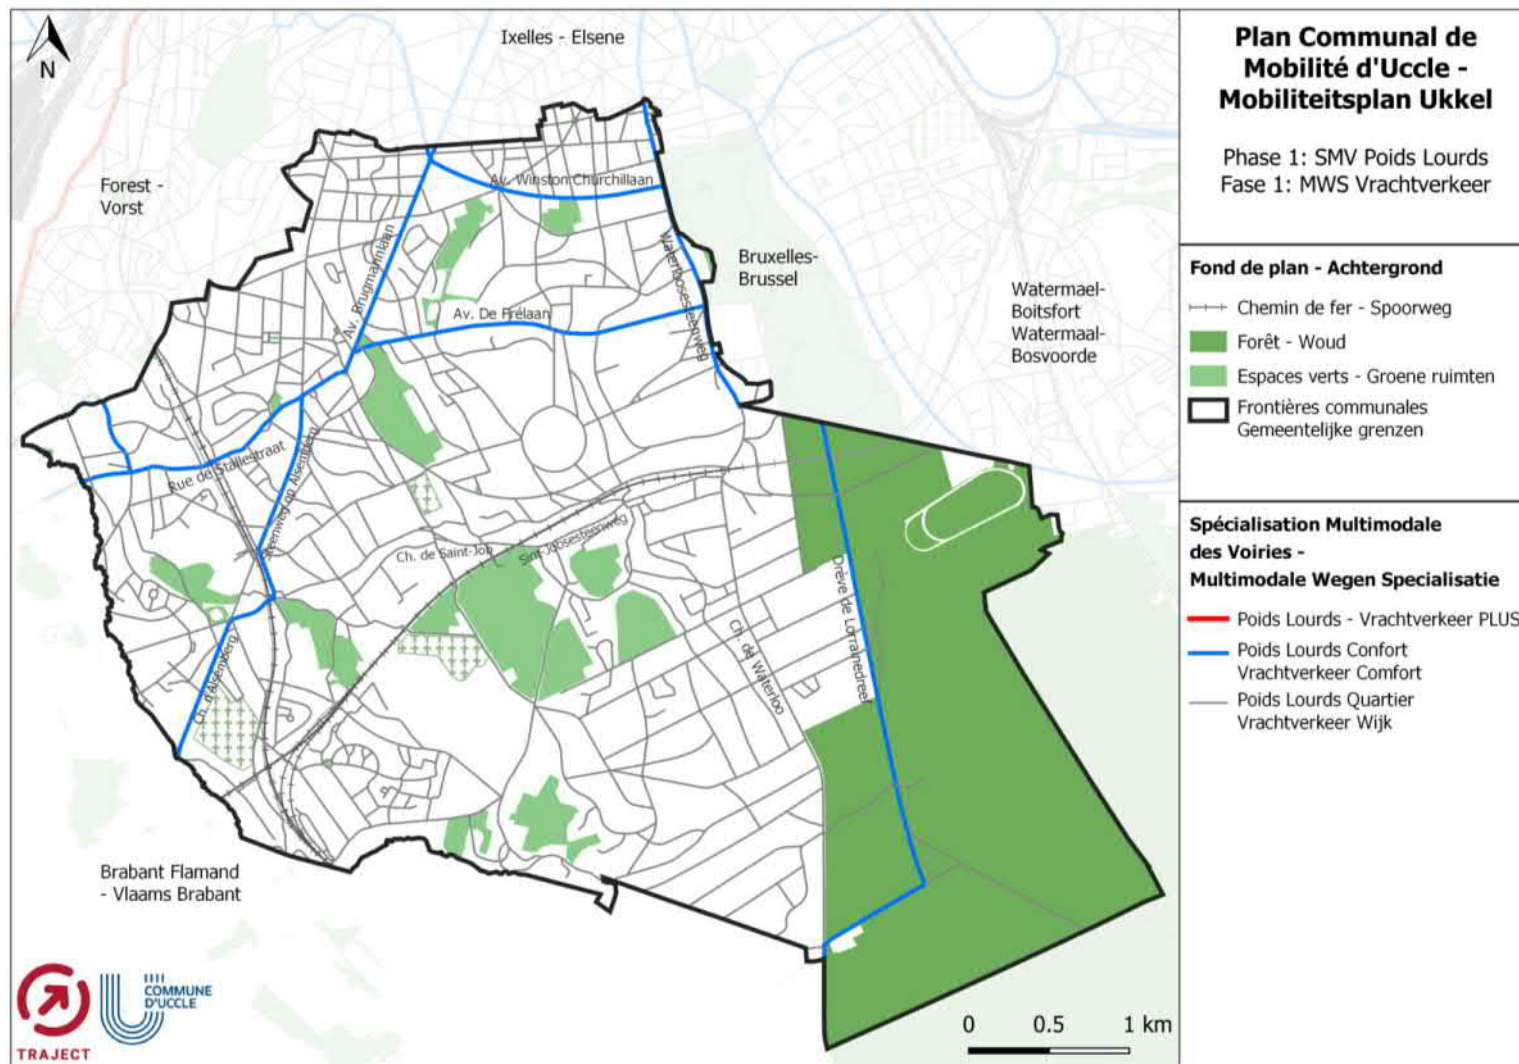 N
Ixelles - Elsene
Forest -
Vorst
Av. Winston Churchillaan
Av. Brugmannlaan
Waterloosesteenweg
Bruxelles-
Brussel
Av. De Frélaan
Watermael-
Boitsfort
Watermaal-
Bosvoorde
Rue de Stallestraat
Steenweg op Alsemberg
Ch. de Saint-Job
Sint-Jobsesteenweg
Drève de Lorrainedreef
Ch. de Waterloo
Ch. d'Alsemberg
Brabant Flamand
- Vlaams Brabant
TRAJECT
COMMUNE
D'UCCLE
0 0.5 1 km
Plan Communal de
Mobilité d'Uccle -
Mobiliteitsplan Ukkel
Phase 1: SMV Poids Lourds
Fase 1: MWS Vrachtverkeer
Fond de plan - Achtergrond
Chemin de fer - Spoorweg
Forêt - Woud
Espaces verts - Groene ruimten
Frontières communales
Gemeentelijke grenzen
Spécialisation Multimodale
des Voiries -
Multimodale Wegen Specialisatie
Poids Lourds - Vrachtverkeer PLUS
Poids Lourds Confort
Vrachtverkeer Comfort
Poids Lourds Quartier
Vrachtverkeer Wijk